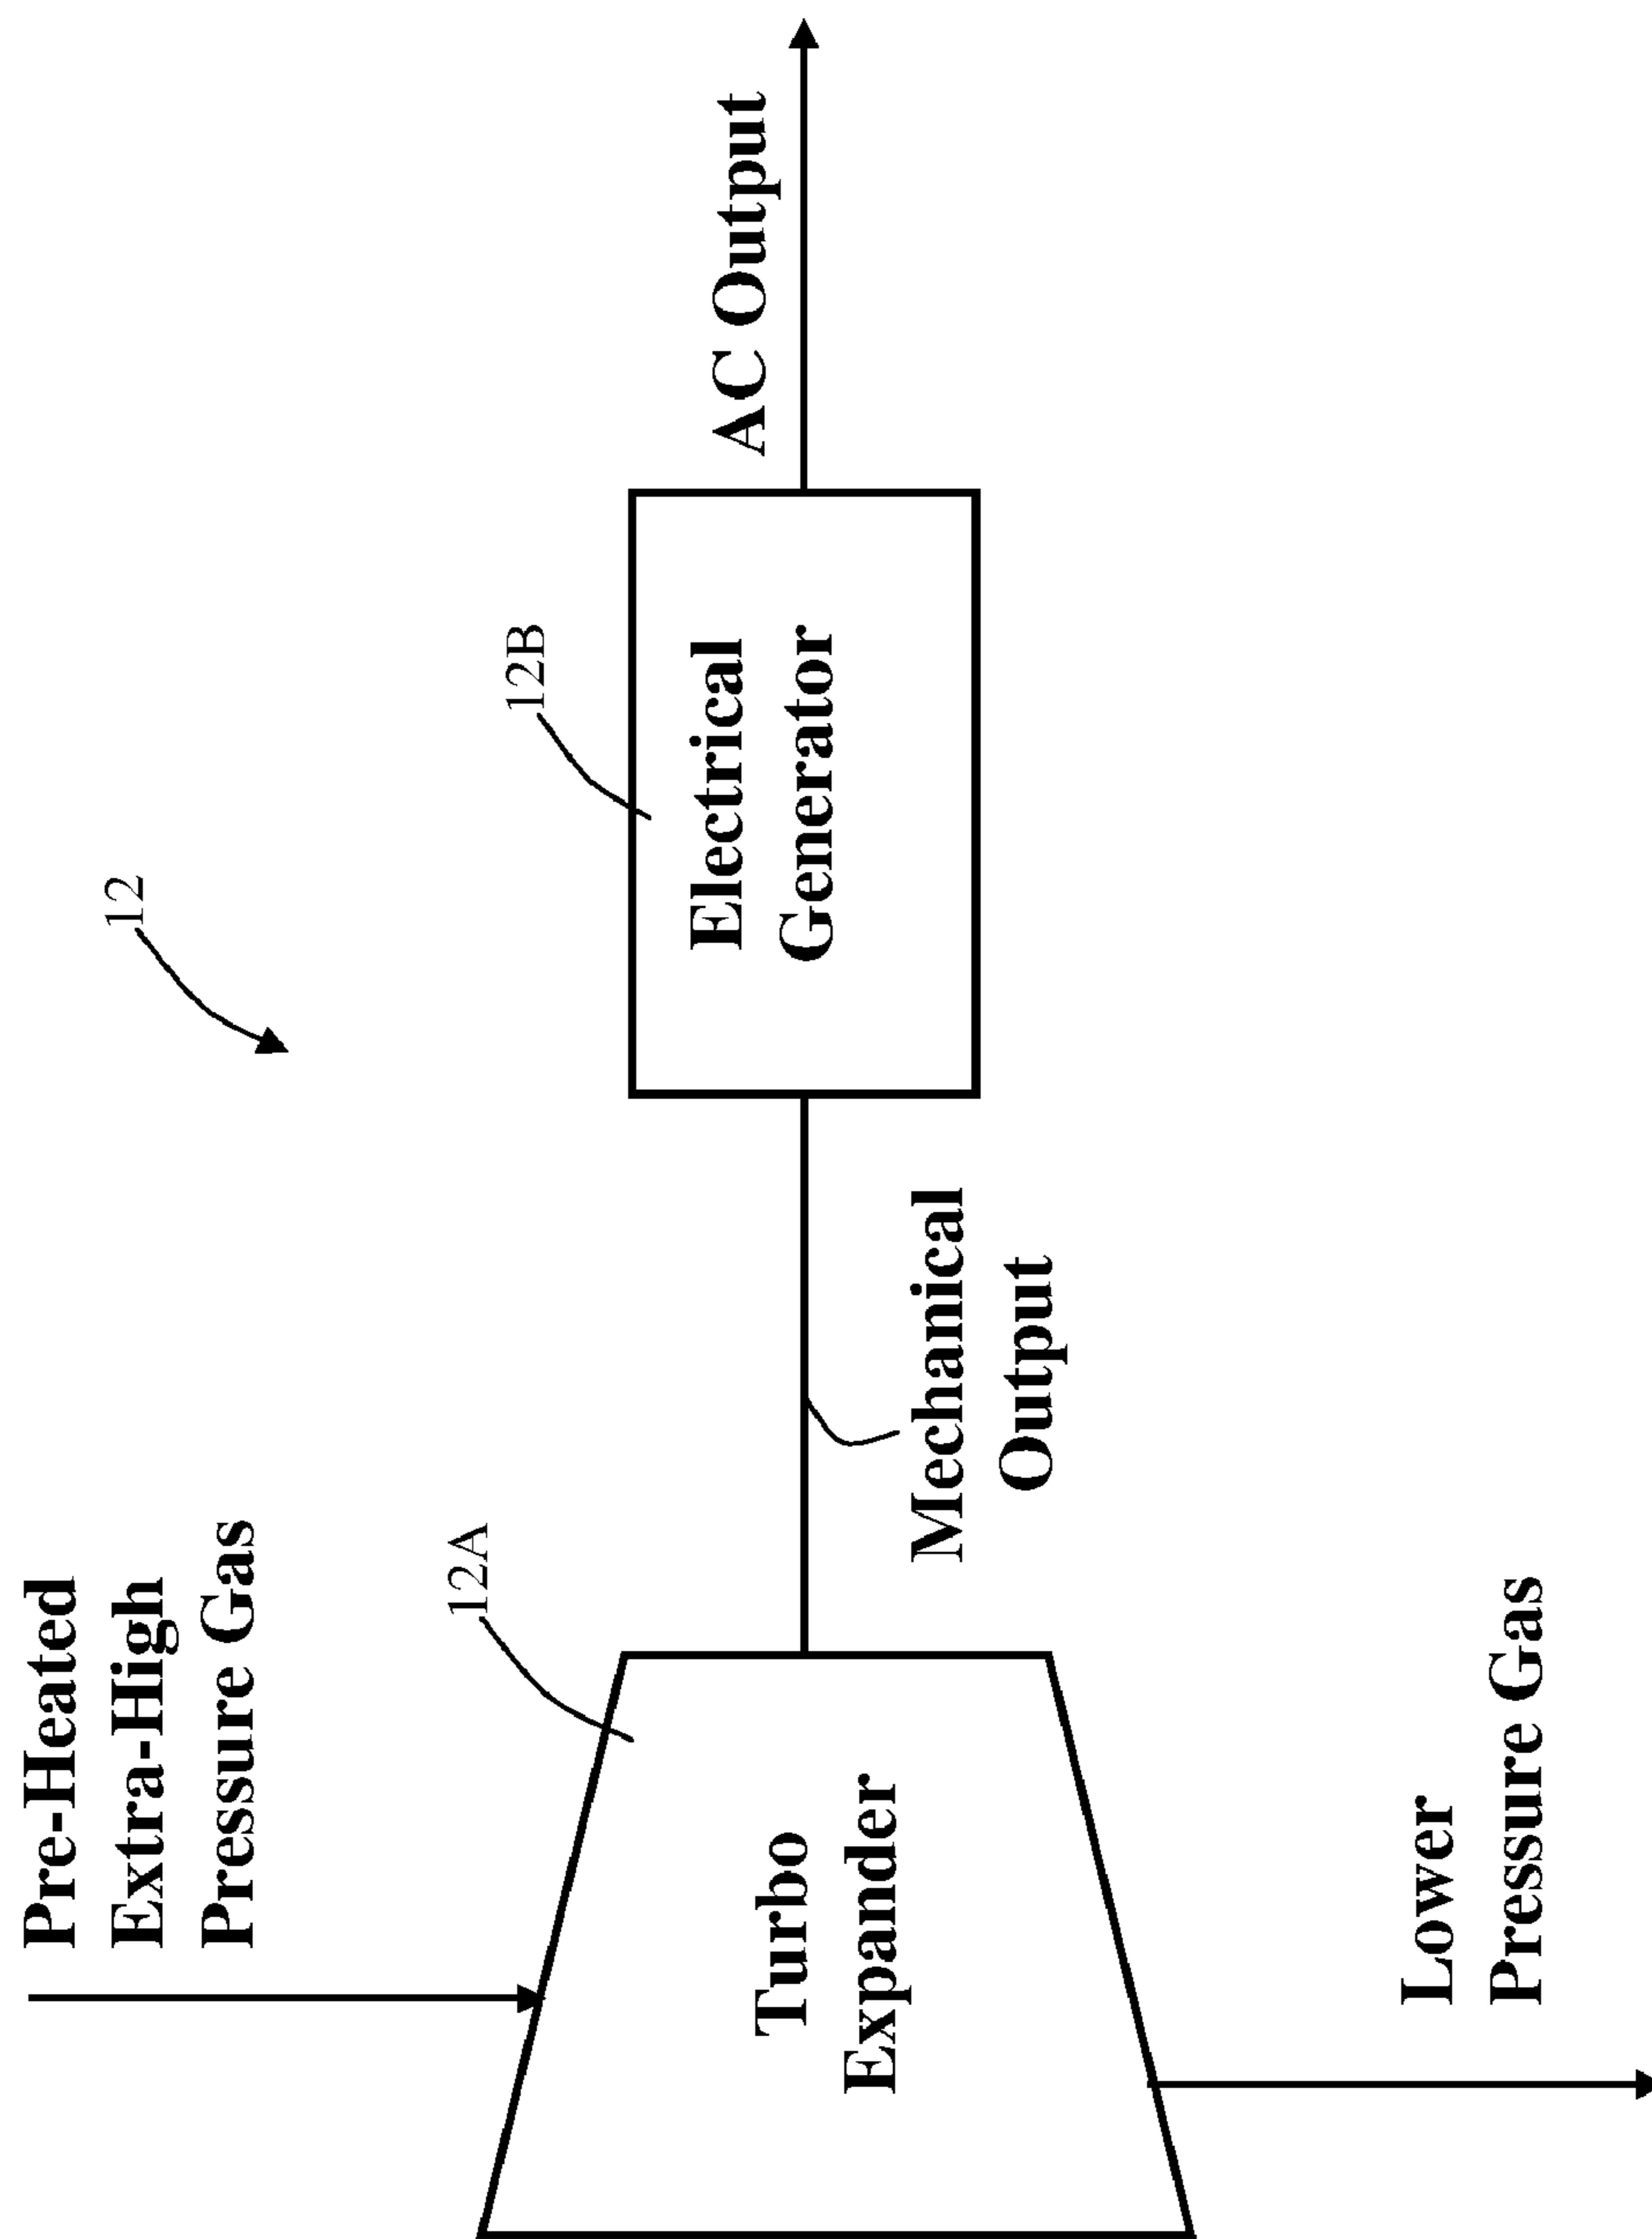 Pre-Heated
Extra-High
Pressure Gas
12
12A
12B
Turbo
Expander
Electrical
Generator
AC Output
Mechanical
Output
Lower
Pressure Gas